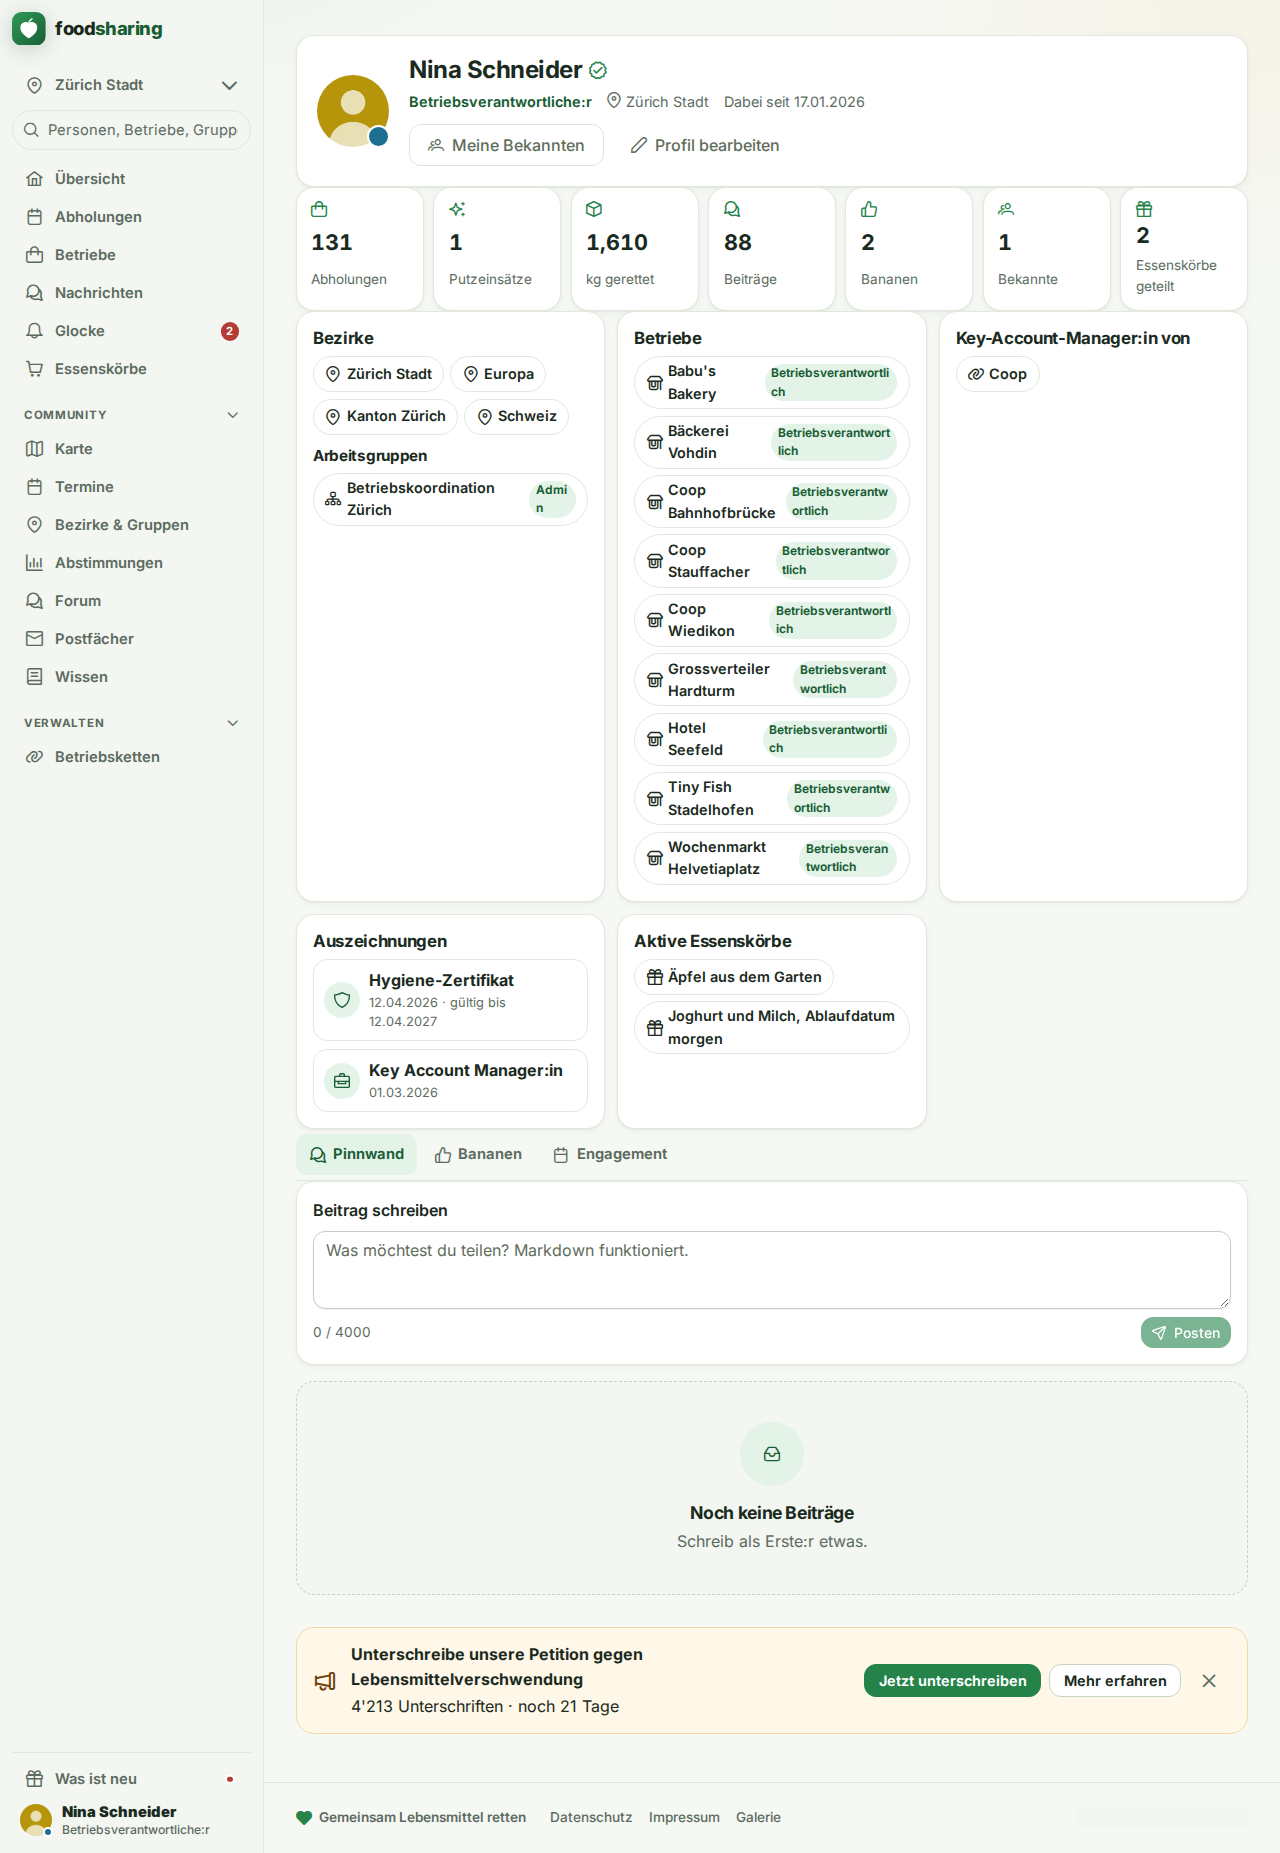 foodsharing
Zürich Stadt
Personen, Betriebe, Grupp
Übersicht
Abholungen
Betriebe
Nachrichten
Glocke 2
Essenskörbe
COMMUNITY
Karte
Termine
Bezirke & Gruppen
Abstimmungen
Forum
Postfächer
Wissen
VERWALTEN
Betriebsketten
Was ist neu
Nina Schneider
Betriebsverantwortliche:r
Nina Schneider
Betriebsverantwortliche:r Zürich Stadt Dabei seit 17.01.2026
Meine Bekannten Profil bearbeiten
131
Abholungen
1
Putzeinsätze
1,610
kg gerettet
88
Beiträge
2
Bananen
1
Bekannte
2
Essenskörbe
geteilt
Bezirke
Zürich Stadt Europa
Kanton Zürich Schweiz
Arbeitsgruppen
Betriebskoordination
Zürich
Admi
n
Betriebe
Babu's
Bakery
Betriebsverantwortli
ch
Bäckerei
Vohdin
Betriebsverantwort
lich
Coop
Bahnhofbrücke
Betriebsverantw
ortlich
Coop
Stauffacher
Betriebsverantwor
tlich
Coop
Wiedikon
Betriebsverantwortl
ich
Grossverteiler
Hardturm
Betriebsverant
wortlich
Hotel
Seefeld
Betriebsverantwortli
ch
Tiny Fish
Stadelhofen
Betriebsverantw
ortlich
Wochenmarkt
Helvetiaplatz
Betriebsveran
twortlich
Key-Account-Manager:in von
Coop
Auszeichnungen
Hygiene-Zertifikat
12.04.2026 · gültig bis
12.04.2027
Key Account Manager:in
01.03.2026
Aktive Essenskörbe
Äpfel aus dem Garten
Joghurt und Milch, Ablaufdatum
morgen
Pinnwand Bananen Engagement
Beitrag schreiben
Was möchtest du teilen? Markdown funktioniert.
0 / 4000 Posten
Noch keine Beiträge
Schreib als Erste:r etwas.
Unterschreibe unsere Petition gegen
Lebensmittelverschwendung
4'213 Unterschriften · noch 21 Tage
Jetzt unterschreiben Mehr erfahren
Gemeinsam Lebensmittel retten Datenschutz Impressum Galerie